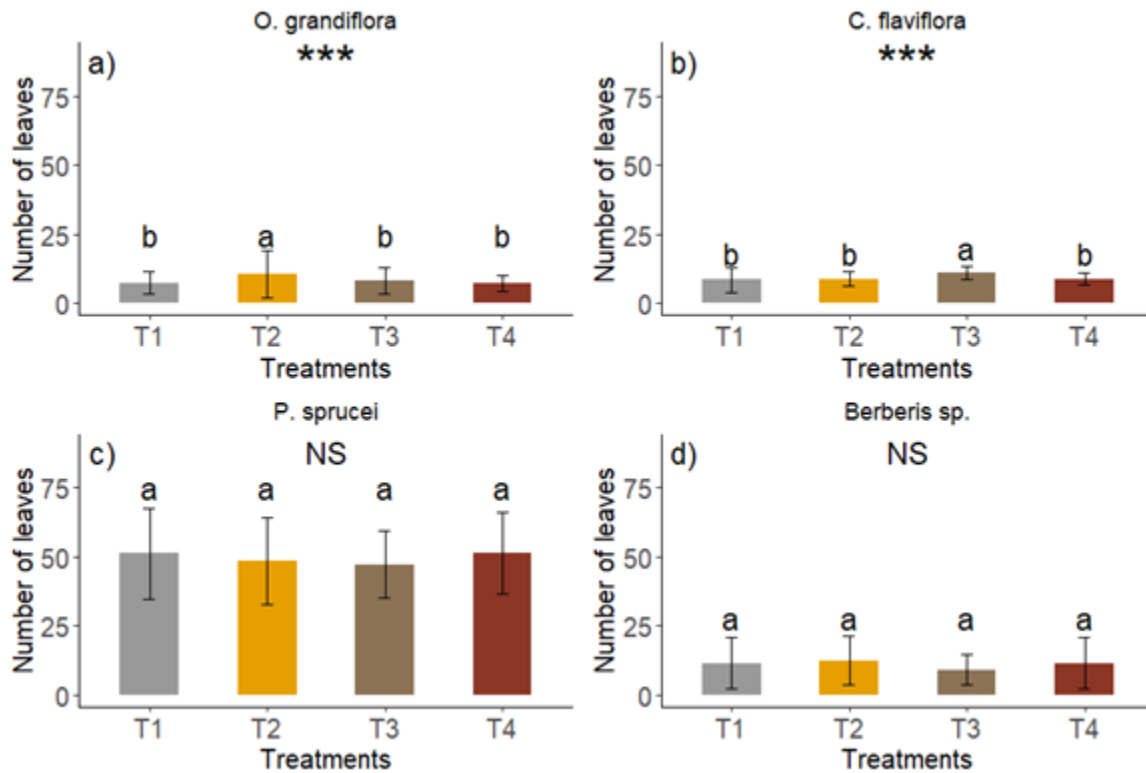 O. grandiflora
a)
***
Number of leaves
75
50
25
0
b a b b
T1 T2 T3 T4
Treatments
C. flaviflora
b)
***
Number of leaves
75
50
25
0
b b a b
T1 T2 T3 T4
Treatments
P. sprucei
c)
NS
Number of leaves
75
50
25
0
a a a a
T1 T2 T3 T4
Treatments
Berberis sp.
d)
NS
Number of leaves
75
50
25
0
a a a a
T1 T2 T3 T4
Treatments